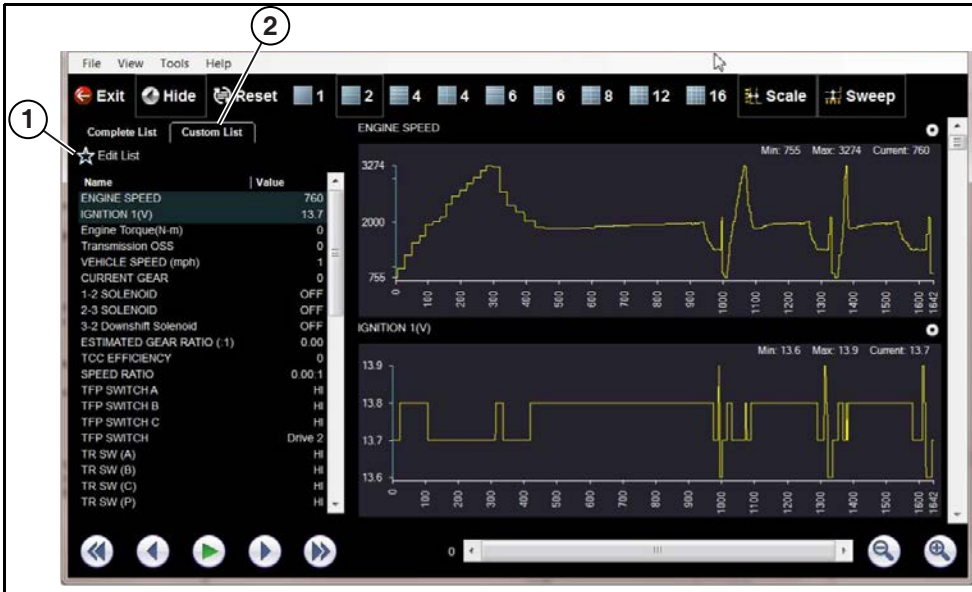 2
1
File View Tools Help
Exit Hide Reset 1 2 4 4 6 6 8 12 16 Scale Sweep
Complete List Custom List
Edit List
Name Value
ENGINE SPEED 760
IGNITION 1(V) 13.7
Engine Torque(N-m) 0
Transmission OSS 0
VEHICLE SPEED (mph) 1
CURRENT GEAR 0
1-2 SOLENOID OFF
2-3 SOLENOID OFF
3-2 Downshift Solenoid OFF
ESTIMATED GEAR RATIO (:1) 0.00
TCC EFFICIENCY 0
SPEED RATIO 0.00:1
TFP SWITCH A HI
TFP SWITCH B HI
TFP SWITCH C HI
TFP SWITCH Drive 2
TR SW (A) HI
TR SW (B) HI
TR SW (C) HI
TR SW (P) HI
ENGINE SPEED
Min: 755 Max: 3274 Current: 760
3274
2000
755
0 100 200 300 400 500 600 700 800 900 1000 1100 1200 1300 1400 1500 1600 1642
IGNITION 1(V)
Min: 13.6 Max: 13.9 Current: 13.7
13.9
13.8
13.7
13.6
0 100 200 300 400 500 600 700 800 900 1000 1100 1200 1300 1400 1500 1600 1642
0